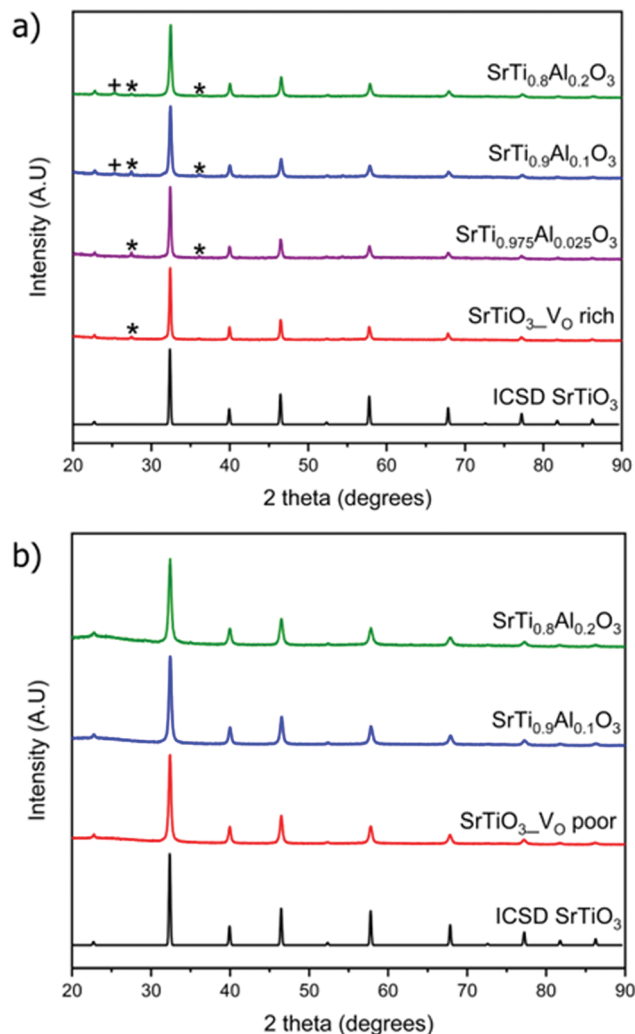 a)
+ * * SrTi₀.₈Al₀.₂O₃
+ * * SrTi₀.₉Al₀.₁O₃
* * SrTi₀.₉₇₅Al₀.₀₂₅O₃
* SrTiO₃_V_O rich
ICSD SrTiO₃
Intensity (A.U)
20 30 40 50 60 70 80 90
2 theta (degrees)
b)
SrTi₀.₈Al₀.₂O₃
SrTi₀.₉Al₀.₁O₃
SrTiO₃_V_O poor
ICSD SrTiO₃
Intensity (A.U)
20 30 40 50 60 70 80 90
2 theta (degrees)